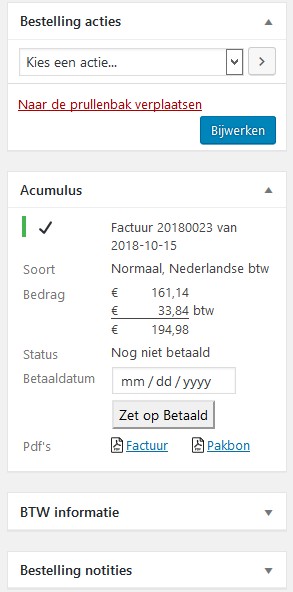 Bestelling acties
Kies een actie...
Naar de prullenbak verplaatsen
Bijwerken
Acumulus
Factuur 20180023 van
2018-10-15
Soort Normaal, Nederlandse btw
Bedrag € 161,14
€ 33,84 btw
€ 194,98
Status Nog niet betaald
Betaaldatum mm / dd / yyyy
Zet op Betaald
Pdf's Factuur Pakbon
BTW informatie
Bestelling notities